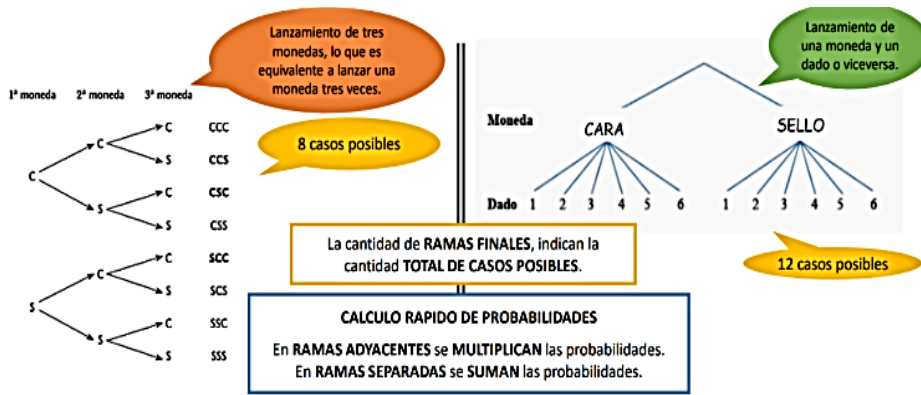 Lanzamiento de tres
monedas, lo que es
equivalente a lanzar una
moneda tres veces.
1ª moneda 2ª moneda 3ª moneda
C CCC
C
S CCS
8 casos posibles
C
C CSC
S
S CSS
C SCC
C
S SCS
S
C SSC
S
S SSS
Lanzamiento de
una moneda y un
dado o viceversa.
Moneda
CARA SELLO
Dado 1 2 3 4 5 6 1 2 3 4 5 6
12 casos posibles
La cantidad de RAMAS FINALES, indican la
cantidad TOTAL DE CASOS POSIBLES.
CALCULO RAPIDO DE PROBABILIDADES
En RAMAS ADYACENTES se MULTIPLICAN las probabilidades.
En RAMAS SEPARADAS se SUMAN las probabilidades.